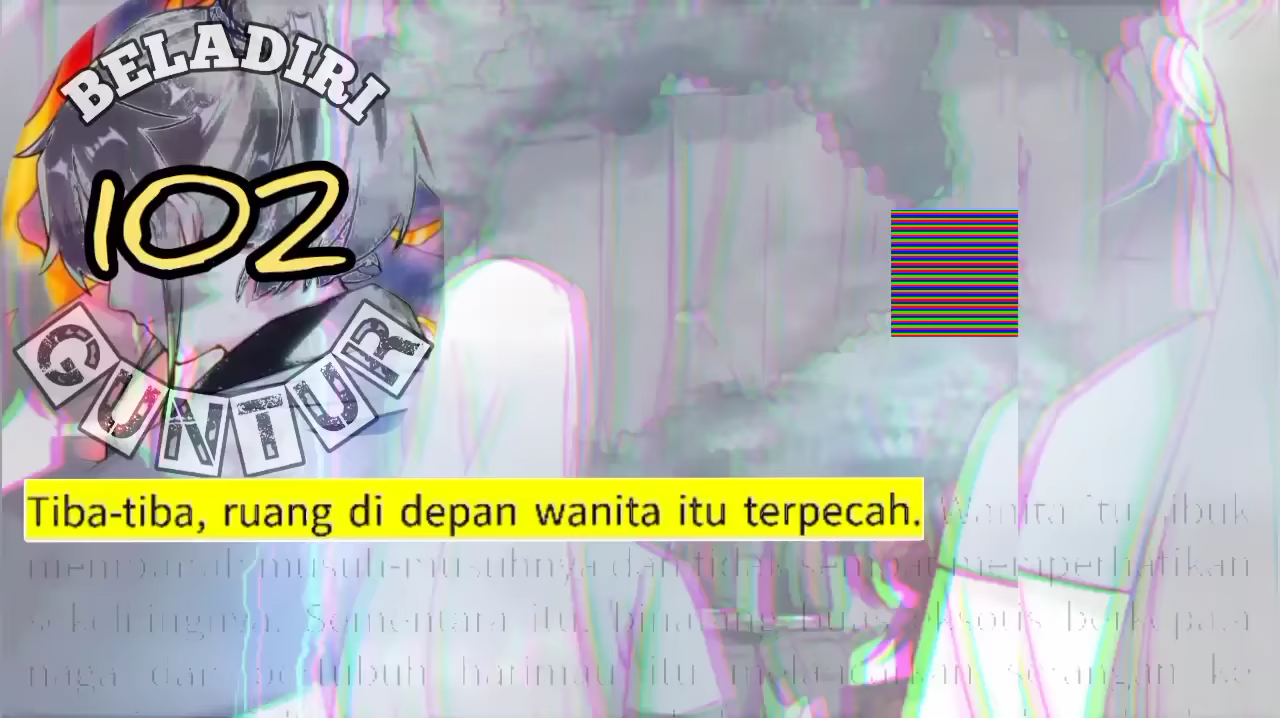 BELADIRI
102
GUNTUR
Tiba-tiba, ruang di depan wanita itu terpecah. Wanita itu sibuk
membunuh musuh-musuhnya dan tidak sempat memperhatikan
sekelilingnya. Sementara itu, binatang buas eksotis berkepala
naga dan bertubuh harimau itu melancarkan serangan ke